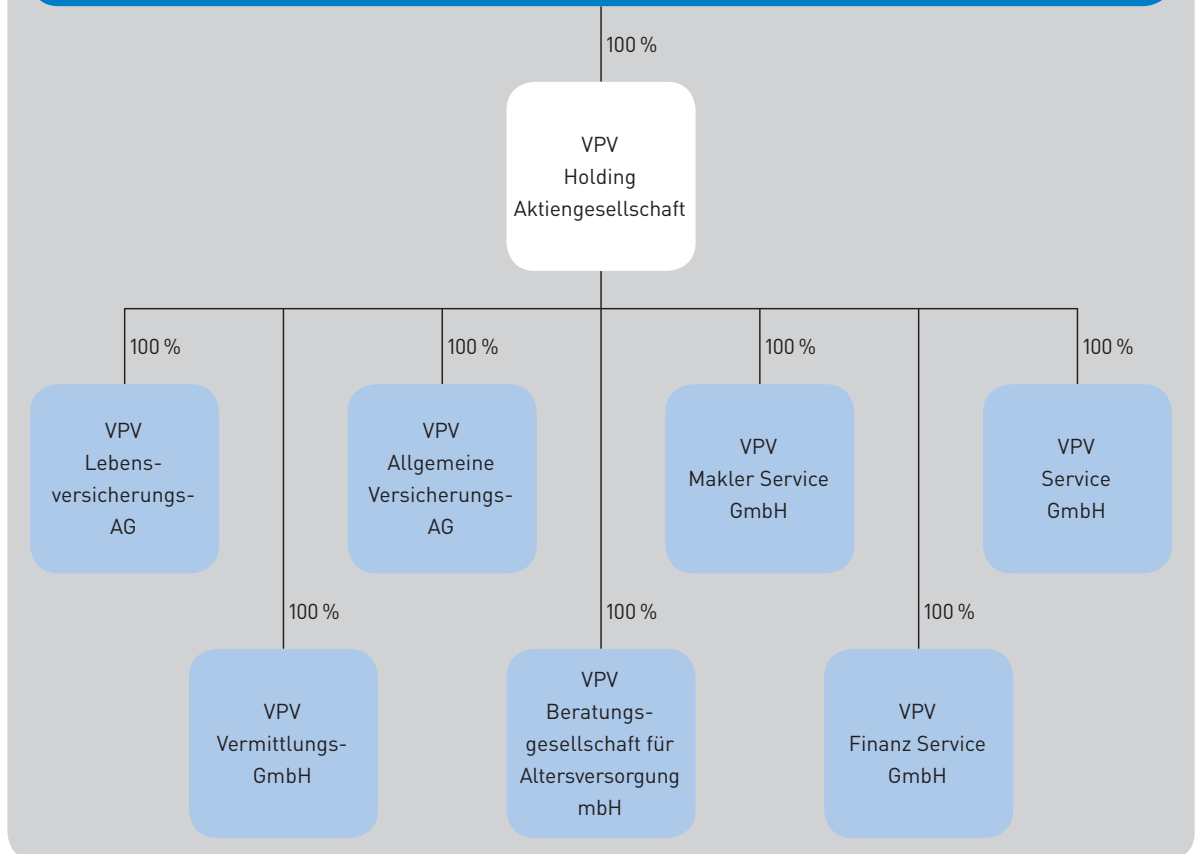 100 %
VPV
Holding
Aktiengesellschaft
100 %
100 %
100 %
100 %
VPV
Lebens-
versicherungs-
AG
VPV
Allgemeine
Versicherungs-
AG
VPV
Makler Service
GmbH
VPV
Service
GmbH
100 %
100 %
100 %
VPV
Vermittlungs-
GmbH
VPV
Beratungs-
gesellschaft für
Altersversorgung
mbH
VPV
Finanz Service
GmbH